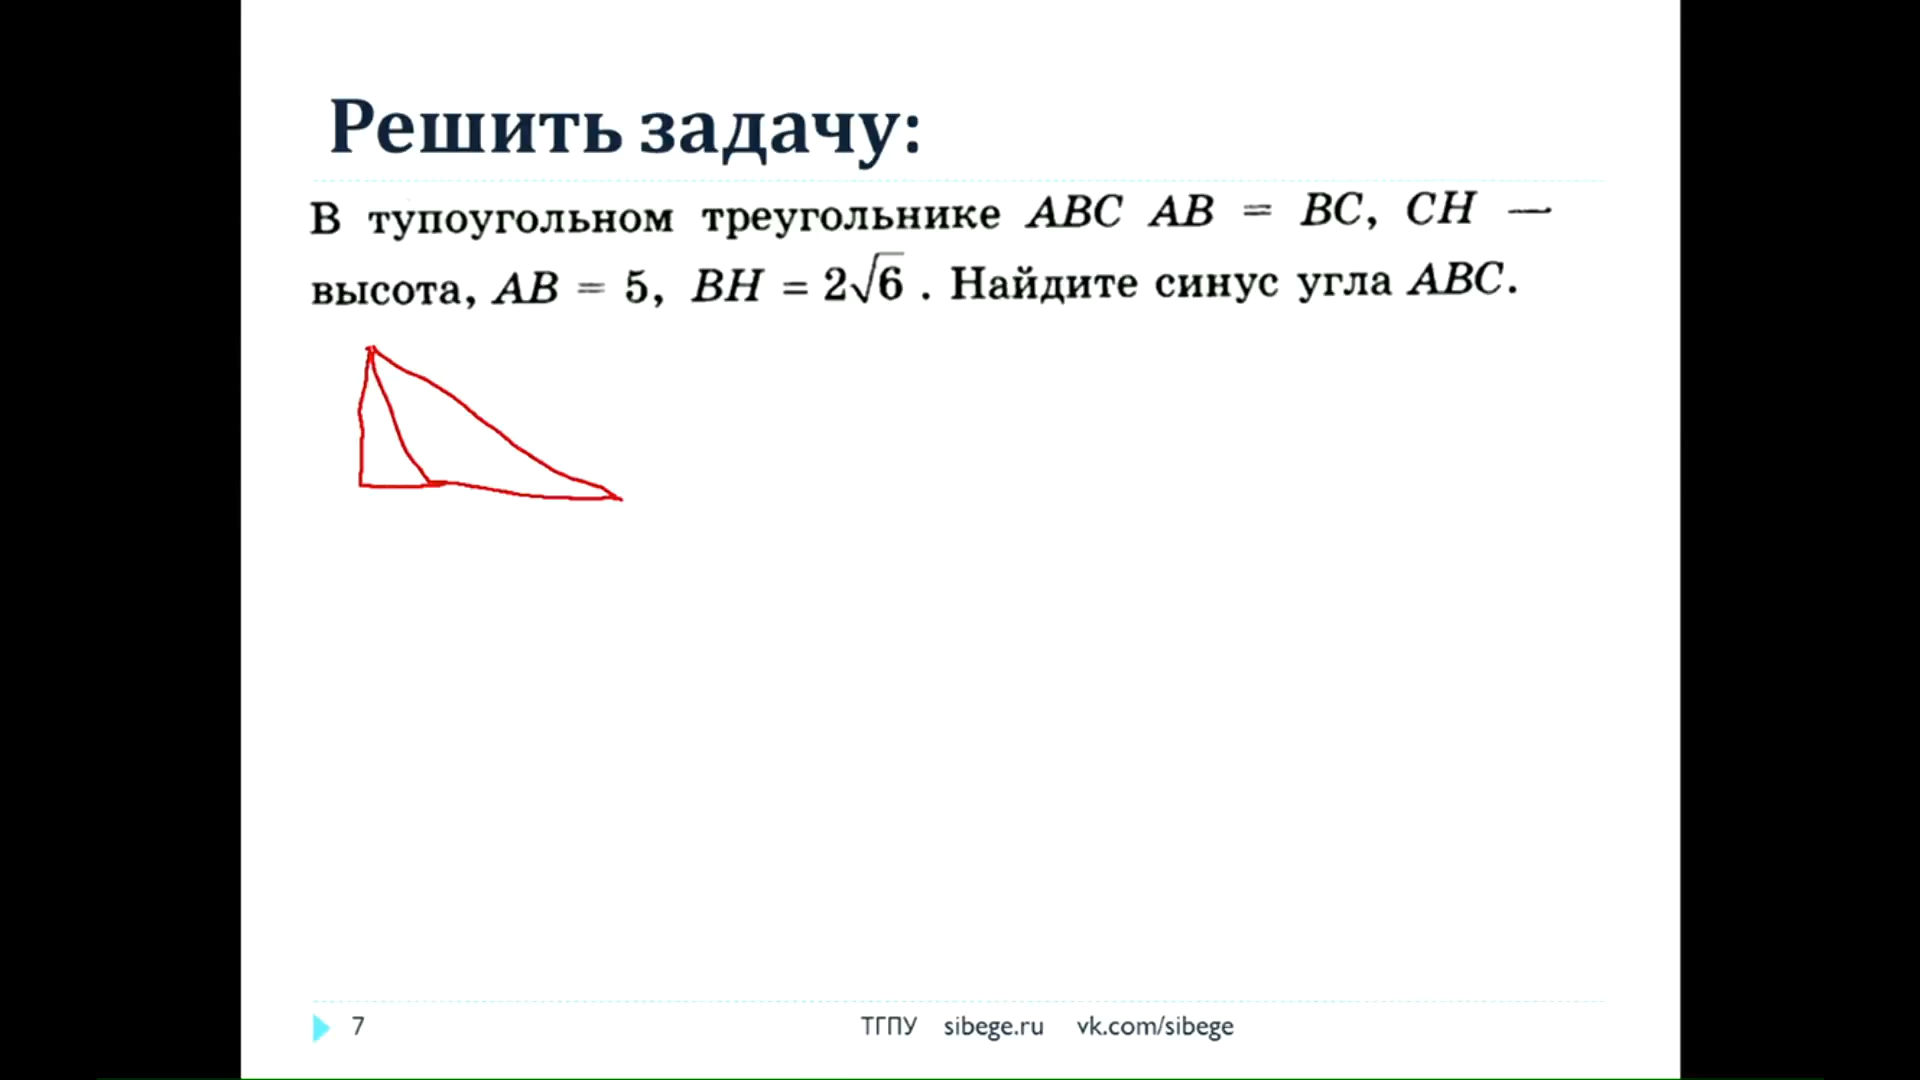 Решить задачу:
В тупоугольном треугольнике ABC AB = BC, CH —
высота, AB = 5, BH = 2√6 . Найдите синус угла ABC.
7 ТГПУ sibege.ru vk.com/sibege